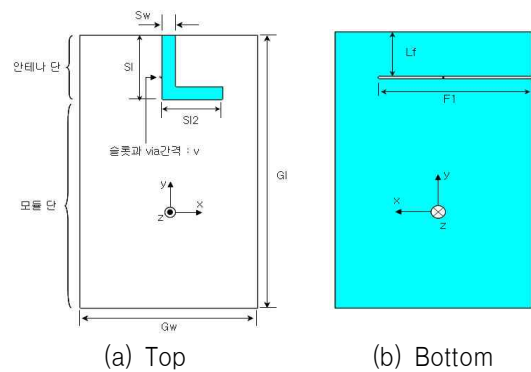 Sw
안테나 단
Sl
Sl2
슬롯과 via간격 : v
모듈 단
Gl
y
x
z
Gw
(a) Top
Lf
F1
y
x
z
(b) Bottom